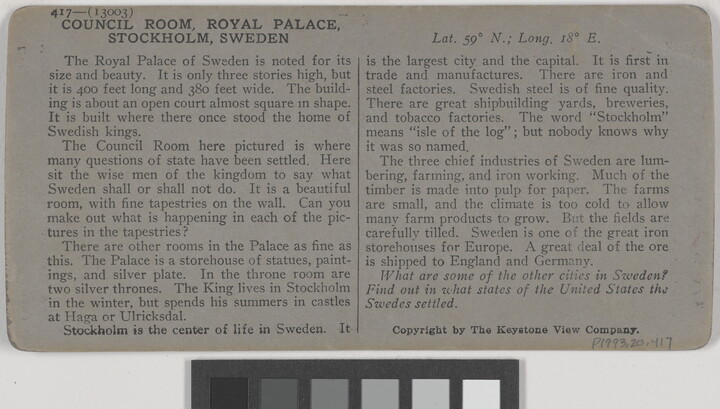 417—(13003)
COUNCIL ROOM, ROYAL PALACE,
STOCKHOLM, SWEDEN
The Royal Palace of Sweden is noted for its
size and beauty. It is only three stories high, but
it is 400 feet long and 380 feet wide. The build-
ing is about an open court almost square in shape.
It is built where there once stood the home of
Swedish kings.
The Council Room here pictured is where
many questions of state have been settled. Here
sit the wise men of the kingdom to say what
Sweden shall or shall not do. It is a beautiful
room, with fine tapestries on the wall. Can you
make out what is happening in each of the pic-
tures in the tapestries?
There are other rooms in the Palace as fine as
this. The Palace is a storehouse of statues, paint-
ings, and silver plate. In the throne room are
two silver thrones. The King lives in Stockholm
in the winter, but spends his summers in castles
at Haga or Ulricksdal.
Stockholm is the center of life in Sweden. It
Lat. 59° N.; Long. 18° E.
is the largest city and the capital. It is first in
trade and manufactures. There are iron and
steel factories. Swedish steel is of fine quality.
There are great shipbuilding yards, breweries,
and tobacco factories. The word "Stockholm"
means "isle of the log"; but nobody knows why
it was so named.
The three chief industries of Sweden are lum-
bering, farming, and iron working. Much of the
timber is made into pulp for paper. The farms
are small, and the climate is too cold to allow
many farm products to grow. But the fields are
carefully tilled. Sweden is one of the great iron
storehouses for Europe. A great deal of the ore
is shipped to England and Germany.
What are some of the other cities in Sweden?
Find out in what states of the United States the
Swedes settled.
Copyright by The Keystone View Company.
P1993.20.417